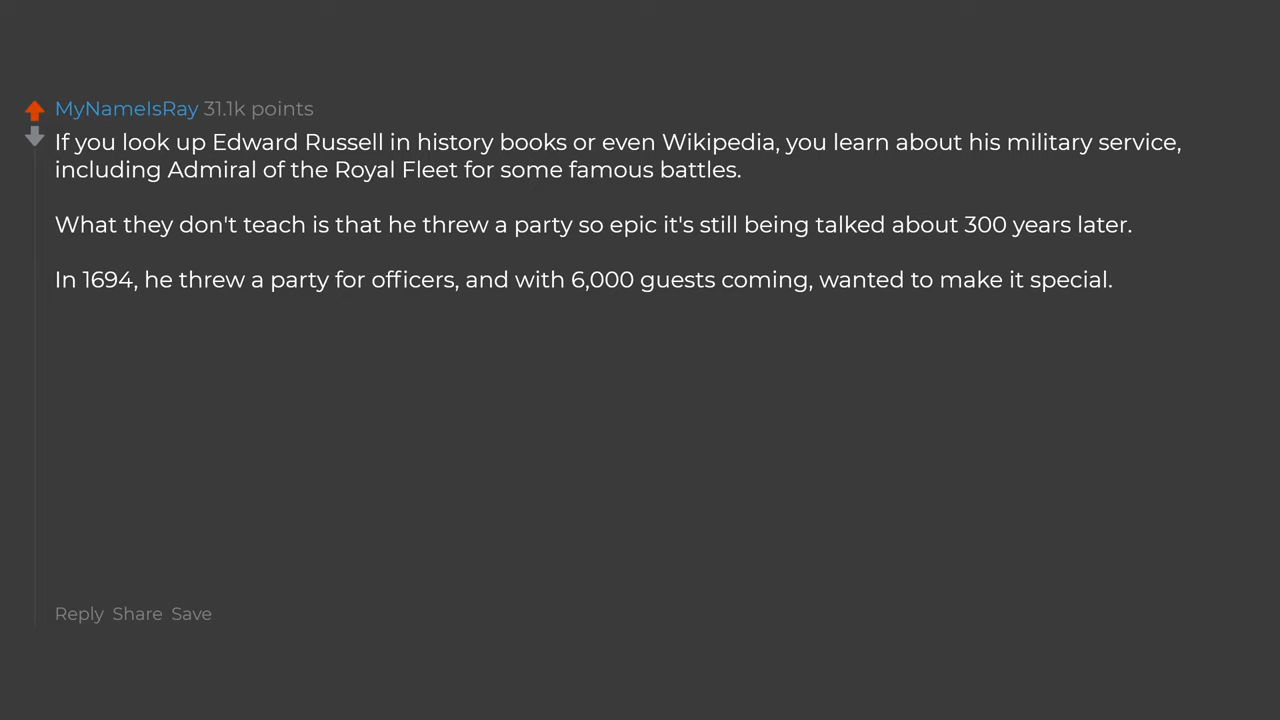 MyNameIsRay 31.1k points
If you look up Edward Russell in history books or even Wikipedia, you learn about his military service,
including Admiral of the Royal Fleet for some famous battles.
What they don't teach is that he threw a party so epic it's still being talked about 300 years later.
In 1694, he threw a party for officers, and with 6,000 guests coming, wanted to make it special.
Reply Share Save